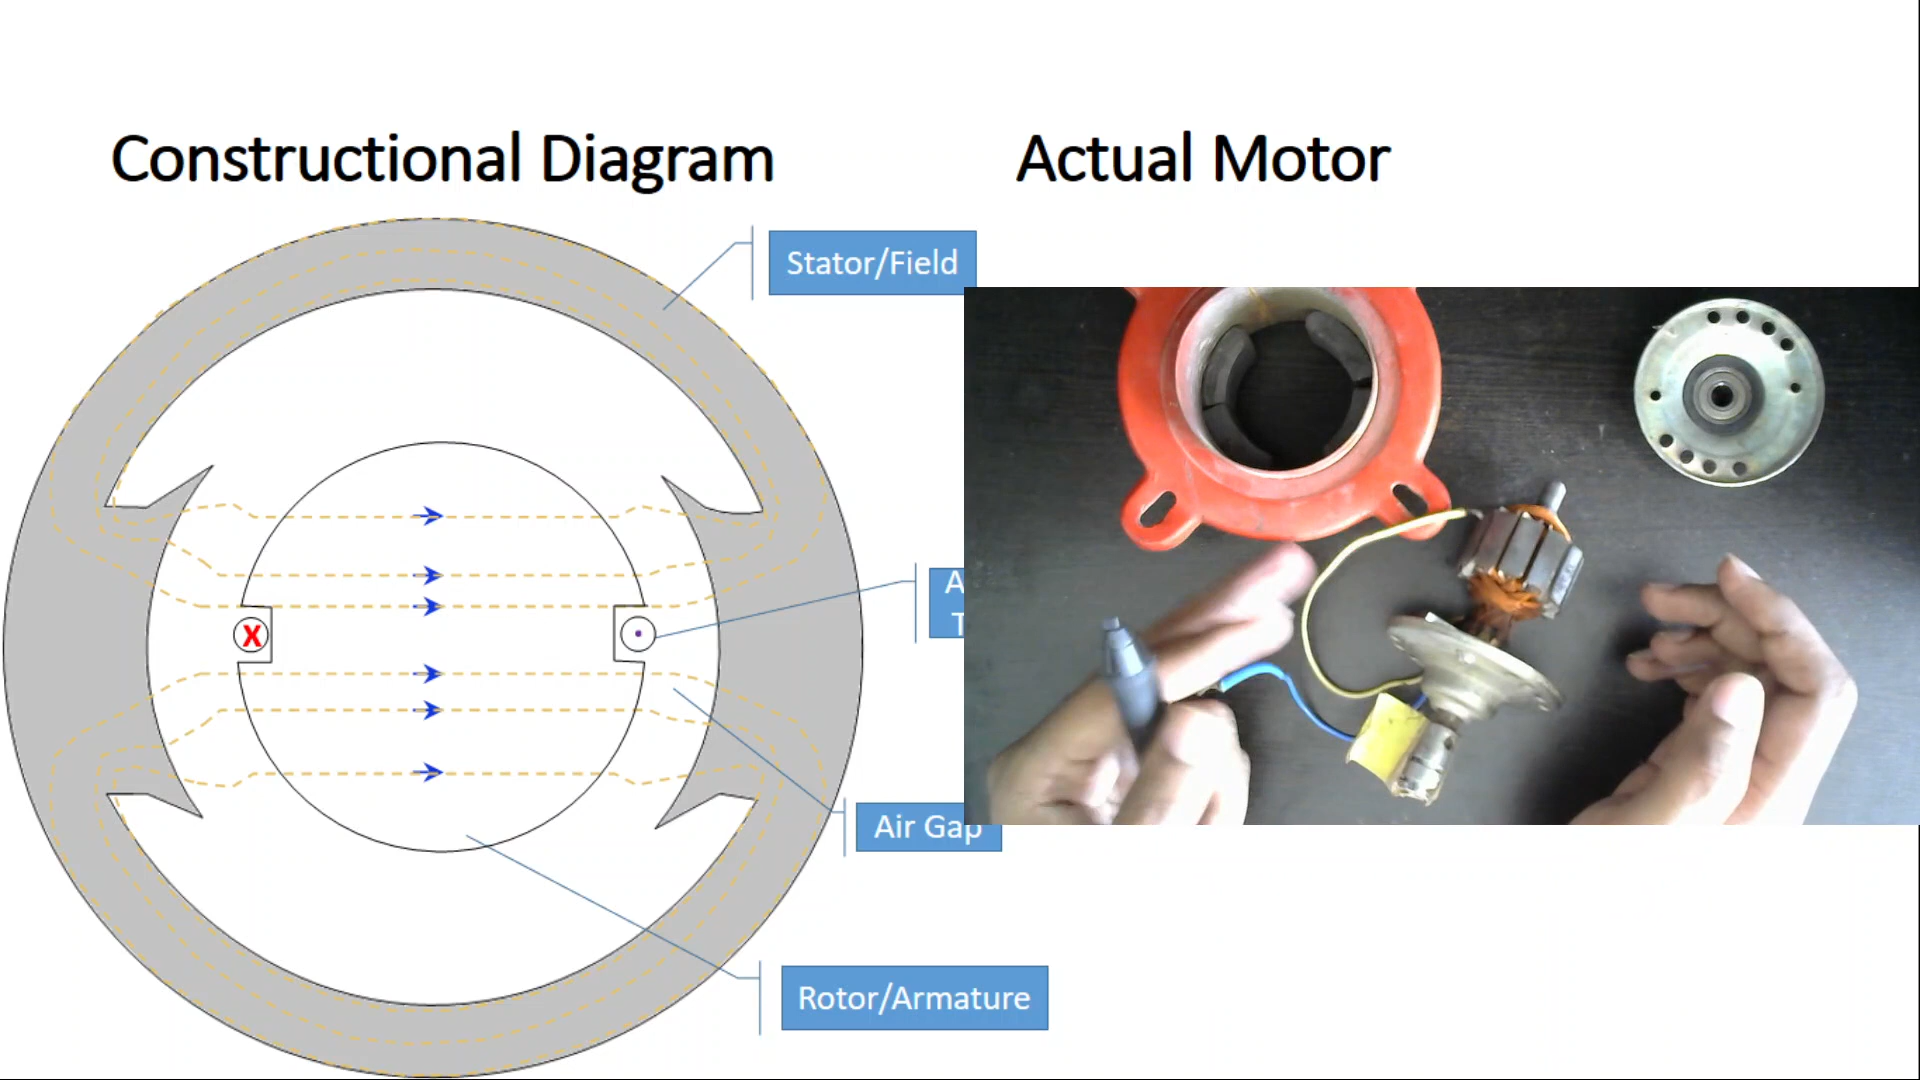 Constructional Diagram
Actual Motor
Stator/Field
X
Air Gap
Rotor/Armature